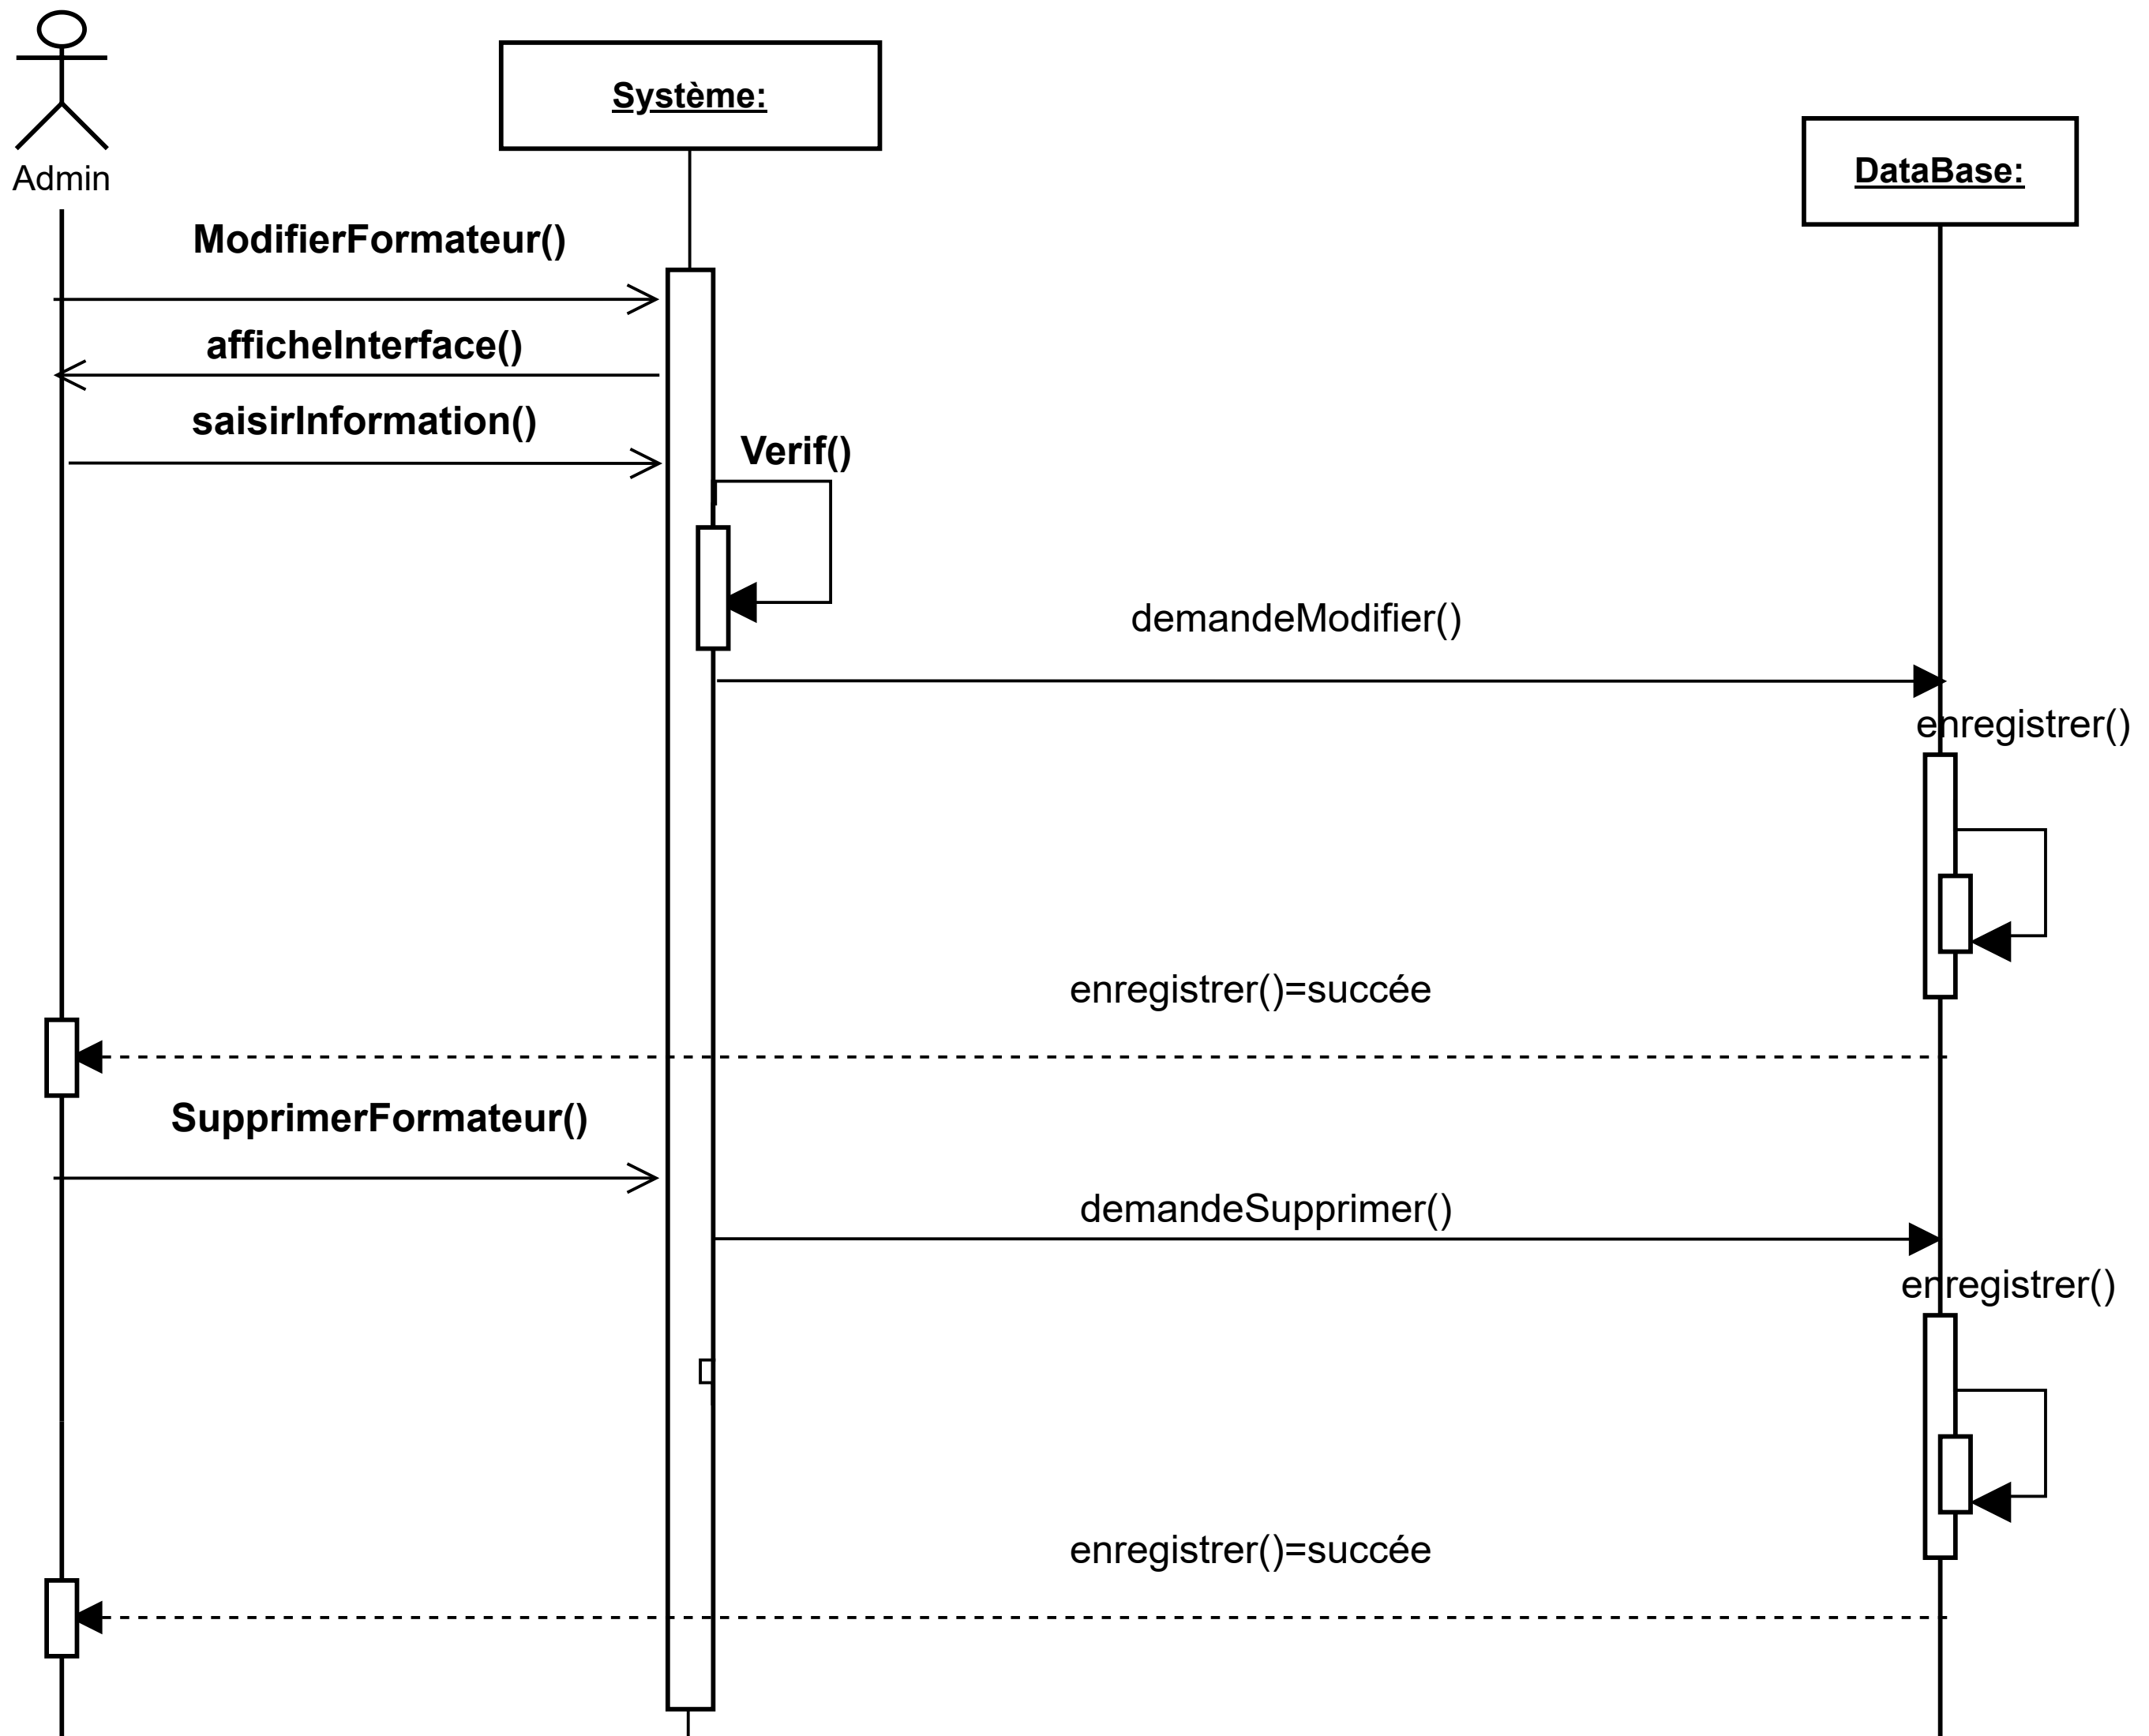 Système:
DataBase:
Admin
ModifierFormateur()
afficheInterface()
saisirInformation()
Verif()
demandeModifier()
enregistrer()
enregistrer()=succée
SupprimerFormateur()
demandeSupprimer()
enregistrer()
enregistrer()=succée